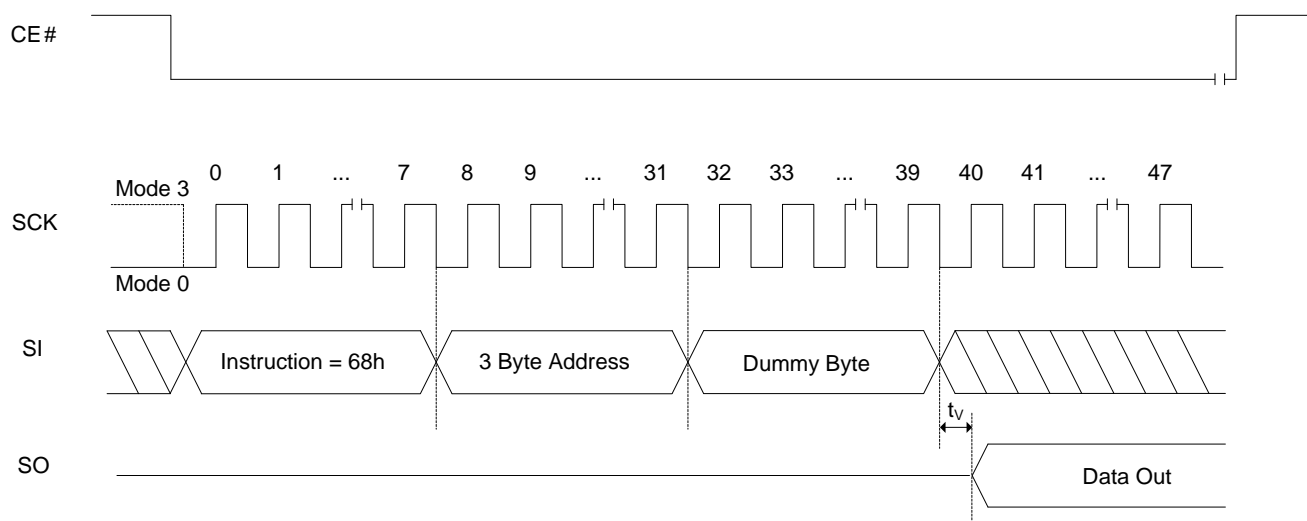 CE#
0 1 ... 7 8 9 ... 31 32 33 ... 39 40 41 ... 47
Mode 3
SCK
Mode 0
SI
Instruction = 68h
3 Byte Address
Dummy Byte
tV
SO
Data Out